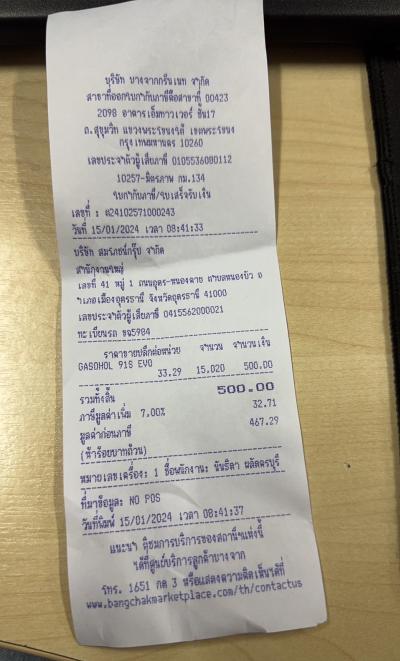 บริษัท บางจากกรีนเนท จำกัด
สาขาที่ออกใบกำกับภาษีคือสาขาที่ 00423
2098 อาคารเอ็มทาวเวอร์ ชั้น17
ถ.สุขุมวิท แขวงพระโขนงใต้ เขตพระโขนง
กรุงเทพมหานคร 10260
เลขประจำตัวผู้เสียภาษี 0105536080112
10257-มิตรภาพ กม.134
ใบกำกับภาษี/ใบเสร็จรับเงิน
เลขที่ : 024102571000243
วันที่ 15/01/2024 เวลา 08:41:33
บริษัท สมรภชน์กรุ๊ป จำกัด
สำนักงานใหญ่
เลขที่ 41 หมู่ 1 ถนนอุดร-หนองคาย ตำบลหนองบัว อ
ำเภอเมืองอุดรธานี จังหวัดอุดรธานี 41000
เลขประจำตัวผู้เสียภาษี 0415562000021
ทะเบียนรถ ขฉ5984
ราคาขายปลีกต่อหน่วย จำนวน จำนวนเงิน
GASOHOL 91S EVO
33.29 15.020 500.00
รวมทั้งสิ้น 500.00
ภาษีมูลค่าเพิ่ม 7.00% 32.71
มูลค่าก่อนภาษี 467.29
(ห้าร้อยบาทถ้วน)
หมายเลขเครื่อง: 1 ชื่อพนักงาน: นันธิดา ผลัดธรุบรี
ที่มาข้อมูล: NO POS
วันที่พิมพ์ 15/01/2024 เวลา 08:41:37
แนะนำ ติชมการบริการของสถานีฯแห่งนี้
ได้ที่ศูนย์บริการลูกค้าบางจาก
โทร. 1651 กด 3 หรือแสดงความคิดเห็นได้ที่
www.bangchakmarketplace.com/th/contactus